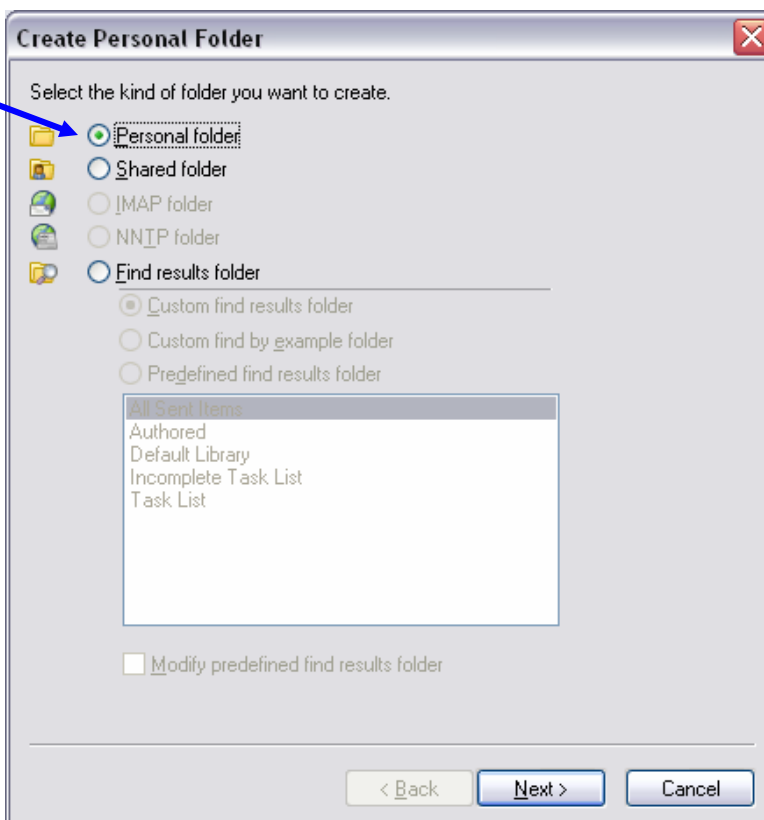 Create Personal Folder
Select the kind of folder you want to create.
Personal folder
Shared folder
IMAP folder
NNTP folder
Find results folder
Custom find results folder
Custom find by example folder
Predefined find results folder
All Sent Items
Authored
Default Library
Incomplete Task List
Task List
Modify predefined find results folder
< Back Next > Cancel